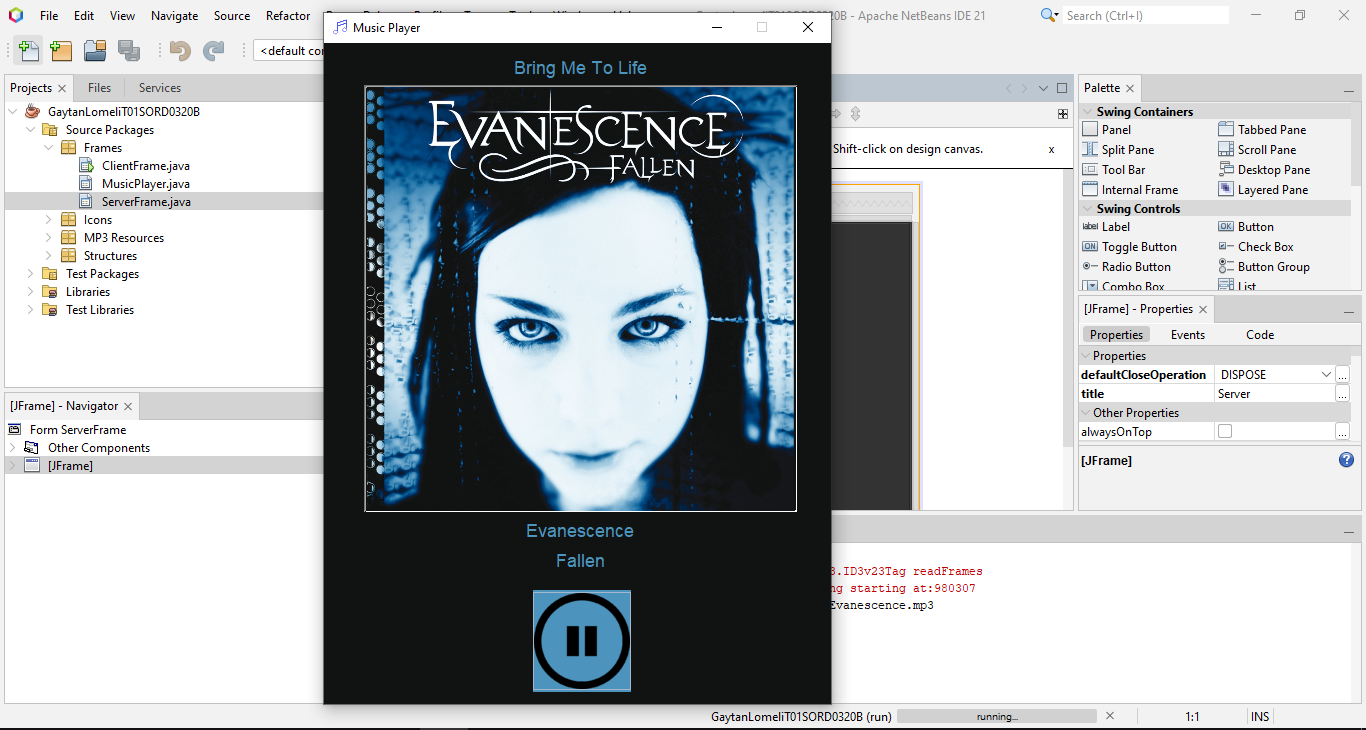 File Edit View Navigate Source Refactor
0B - Apache NetBeans IDE 21
Search (Ctrl+I)
Music Player
<default co
Projects
Files
Services
GaytanLomeliT01SORD0320B
Source Packages
Frames
ClientFrame.java
MusicPlayer.java
ServerFrame.java
Icons
MP3 Resources
Structures
Test Packages
Libraries
Test Libraries
[JFrame] - Navigator
Form ServerFrame
Other Components
[JFrame]
Bring Me To Life
EVANESCENCE
FALLEN
Evanescence
Fallen
Shift-click on design canvas.
x
3.ID3v23Tag readFrames
ng starting at:980307
Evanescence.mp3
Palette
Swing Containers
Panel Tabbed Pane
Split Pane Scroll Pane
Tool Bar Desktop Pane
Internal Frame Layered Pane
Swing Controls
label Label OK Button
ON Toggle Button Check Box
Radio Button Button Group
Combo Box List
[JFrame] - Properties
Properties Events Code
Properties
defaultCloseOperation DISPOSE ...
title Server ...
Other Properties
alwaysOnTop ...
[JFrame]
GaytanLomeliT01SORD0320B (run) running... 1:1 INS